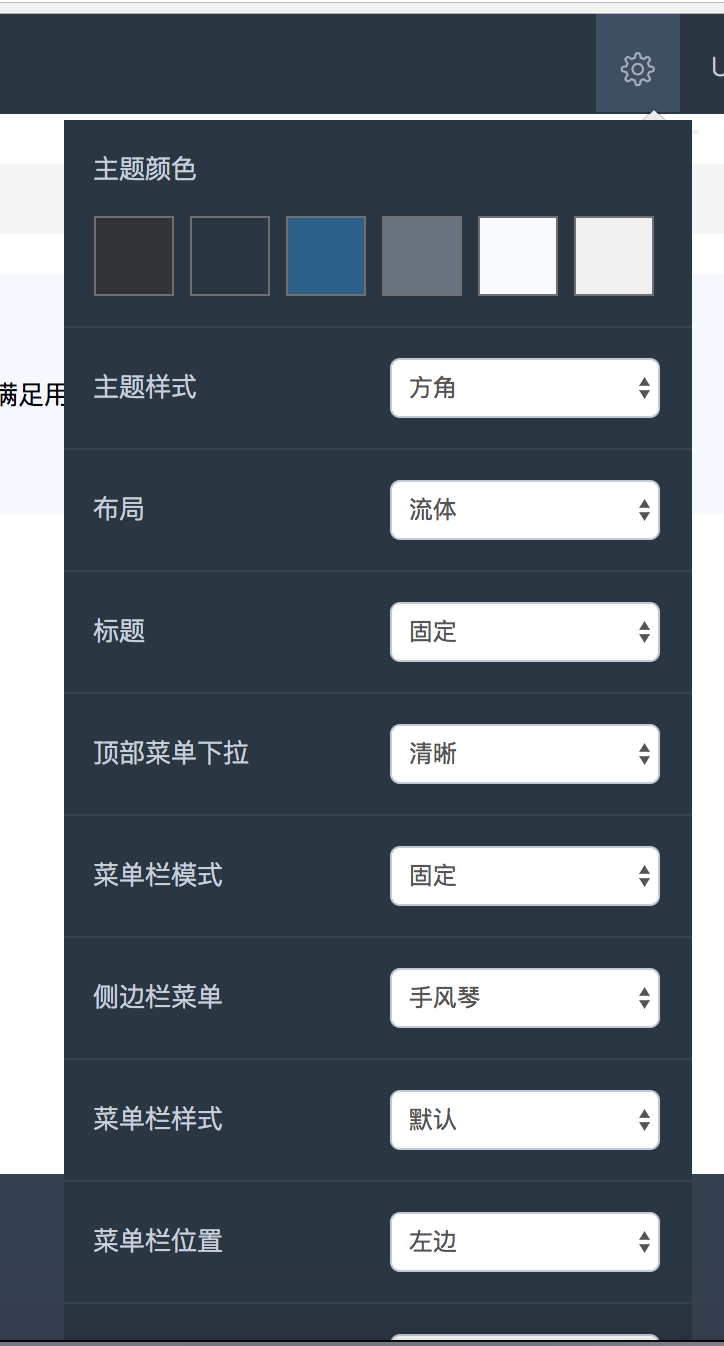 主题颜色
满足用
主题样式 方角
布局 流体
标题 固定
顶部菜单下拉 清晰
菜单栏模式 固定
侧边栏菜单 手风琴
菜单栏样式 默认
菜单栏位置 左边